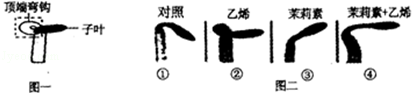 顶端弯钩
子叶
图一
对照 乙烯 茉莉素 茉莉素+乙烯
① ② ③ ④
图二